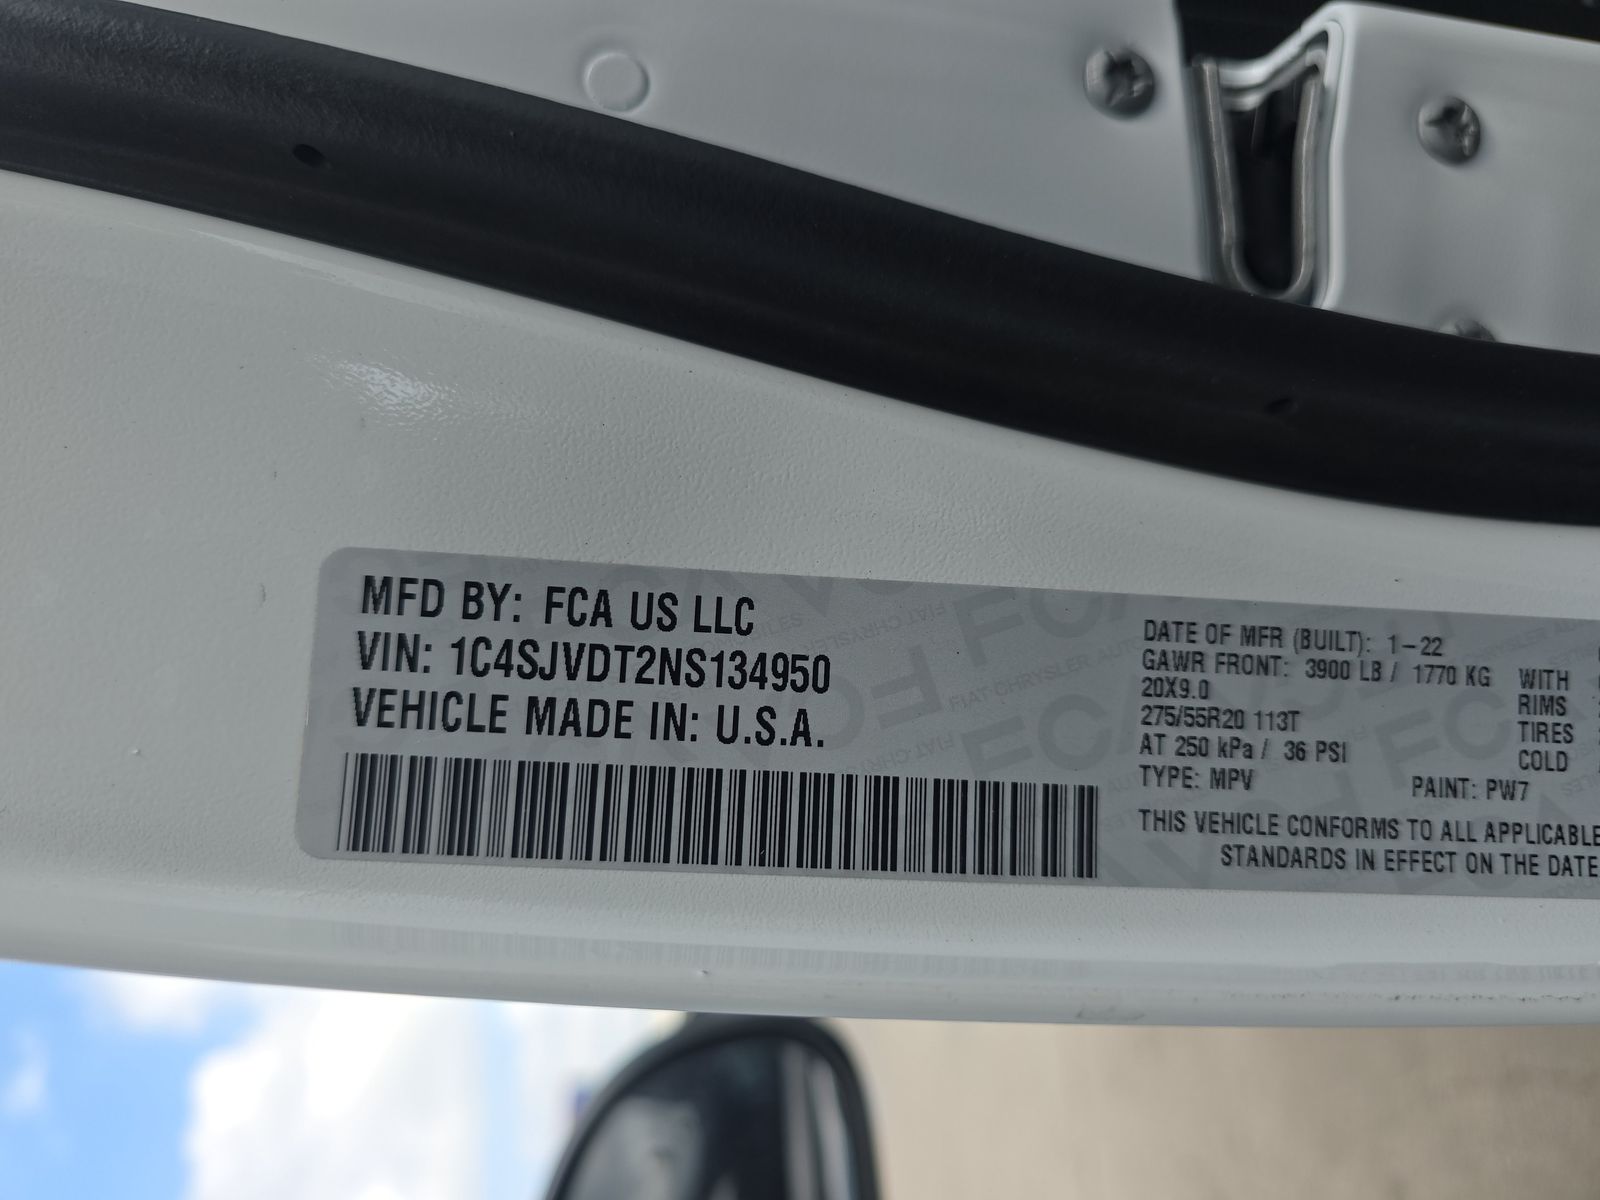 MFD BY: FCA US LLC
VIN: 1C4SJVDT2NS134950
VEHICLE MADE IN: U.S.A.
DATE OF MFR (BUILT): 1-22
GAWR FRONT: 3900 LB / 1770 KG WITH
20X9.0 RIMS
275/55R20 113T TIRES
AT 250 kPa / 36 PSI COLD
TYPE: MPV PAINT: PW7
THIS VEHICLE CONFORMS TO ALL APPLICABLE
STANDARDS IN EFFECT ON THE DATE